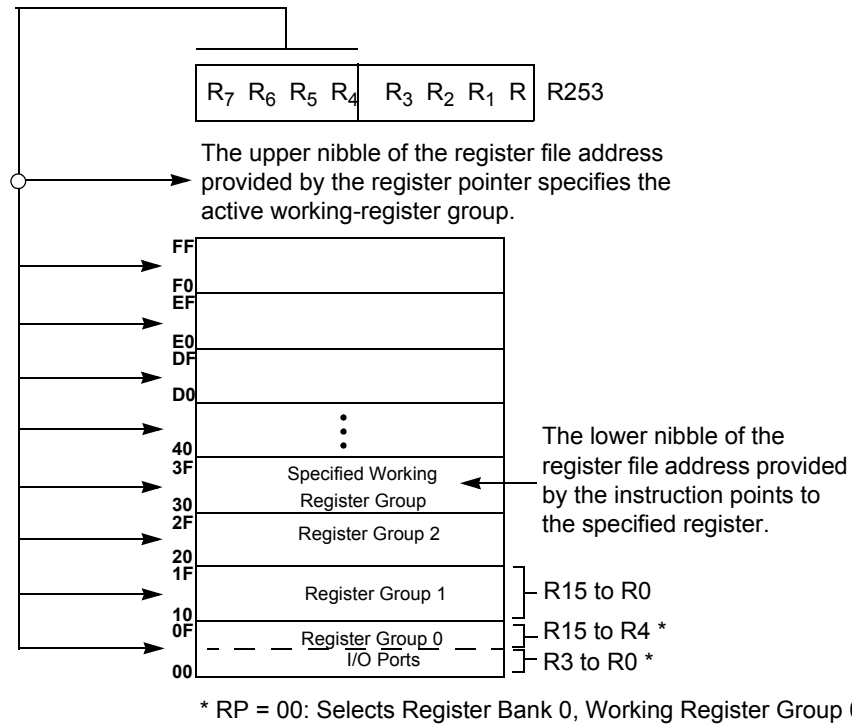 R7 R6 R5 R4 R3 R2 R1 R R253
The upper nibble of the register file address
provided by the register pointer specifies the
active working-register group.
FF
F0
EF
E0
DF
D0
40
3F
Specified Working
Register Group
30
The lower nibble of the
register file address provided
by the instruction points to
the specified register.
2F
Register Group 2
20
1F
Register Group 1
R15 to R0
10
0F
Register Group 0
R15 to R4 *
I/O Ports
R3 to R0 *
00
* RP = 00: Selects Register Bank 0, Working Register Group